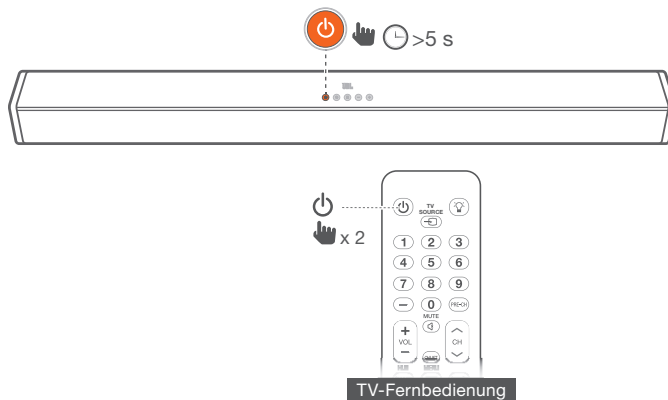 >5 s
x 2
TV
SOURCE
1 2 3
4 5 6
7 8 9
0 PRE-CH
MUTE
+
VOL
CH
−
MENU
TV-Fernbedienung